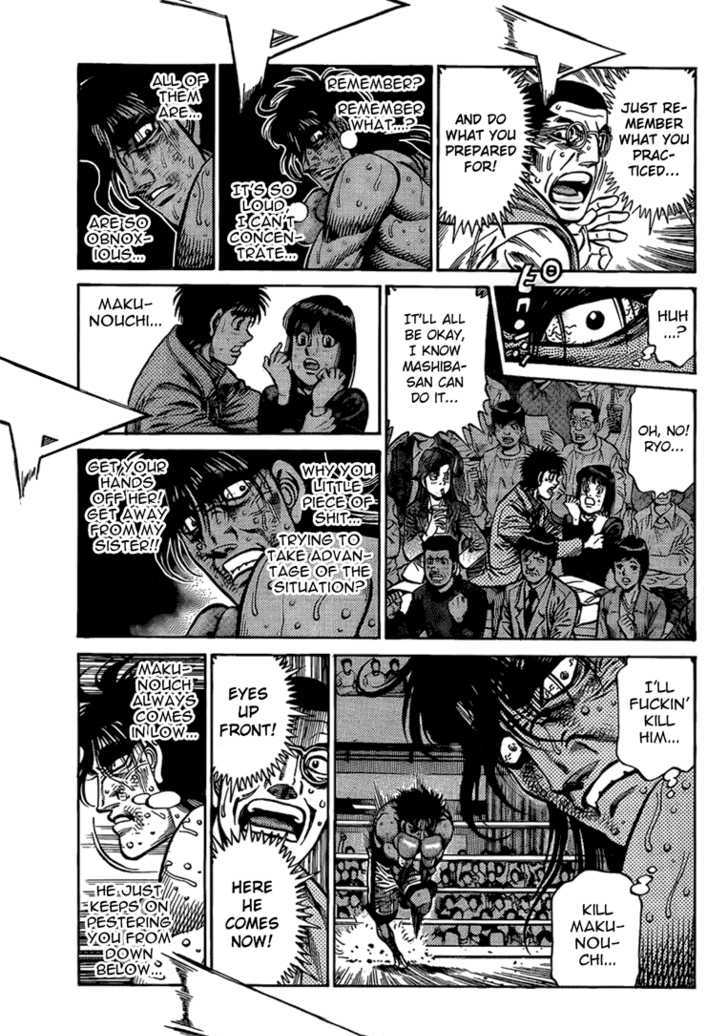 JUST RE-
MEMBER
WHAT YOU
PRAC-
TICED...
AND DO
WHAT YOU
PREPARED
FOR!
REMEMBER?
REMEMBER
WHAT...?
IT'S SO
LOUD,
I CAN'T
CONCEN-
TRATE...
ALL OF
THEM
ARE...
ARE SO
OBNOX-
IOUS...
HUH
...?
OH, NO!
RYO...
IT'LL ALL
BE OKAY,
I KNOW
MASHIBA-
SAN CAN
DO IT...
MAKU-
NOUCHI...
WHY YOU
LITTLE
PIECE OF
SHIT...
TRYING TO
TAKE ADVAN-
TAGE OF THE
SITUATION?
GET YOUR
HANDS
OFF HER!
GET AWAY
FROM MY
SISTER!!
I'LL
FUCKIN'
KILL
HIM...
KILL
MAKU-
NOU-
CHI...
EYES
UP
FRONT!
HERE
HE
COMES
NOW!
MAKU-
NOUCH
ALWAYS
COMES
IN LOW...
HE JUST
KEEPS ON
PESTERING
YOU FROM
DOWN
BELOW...